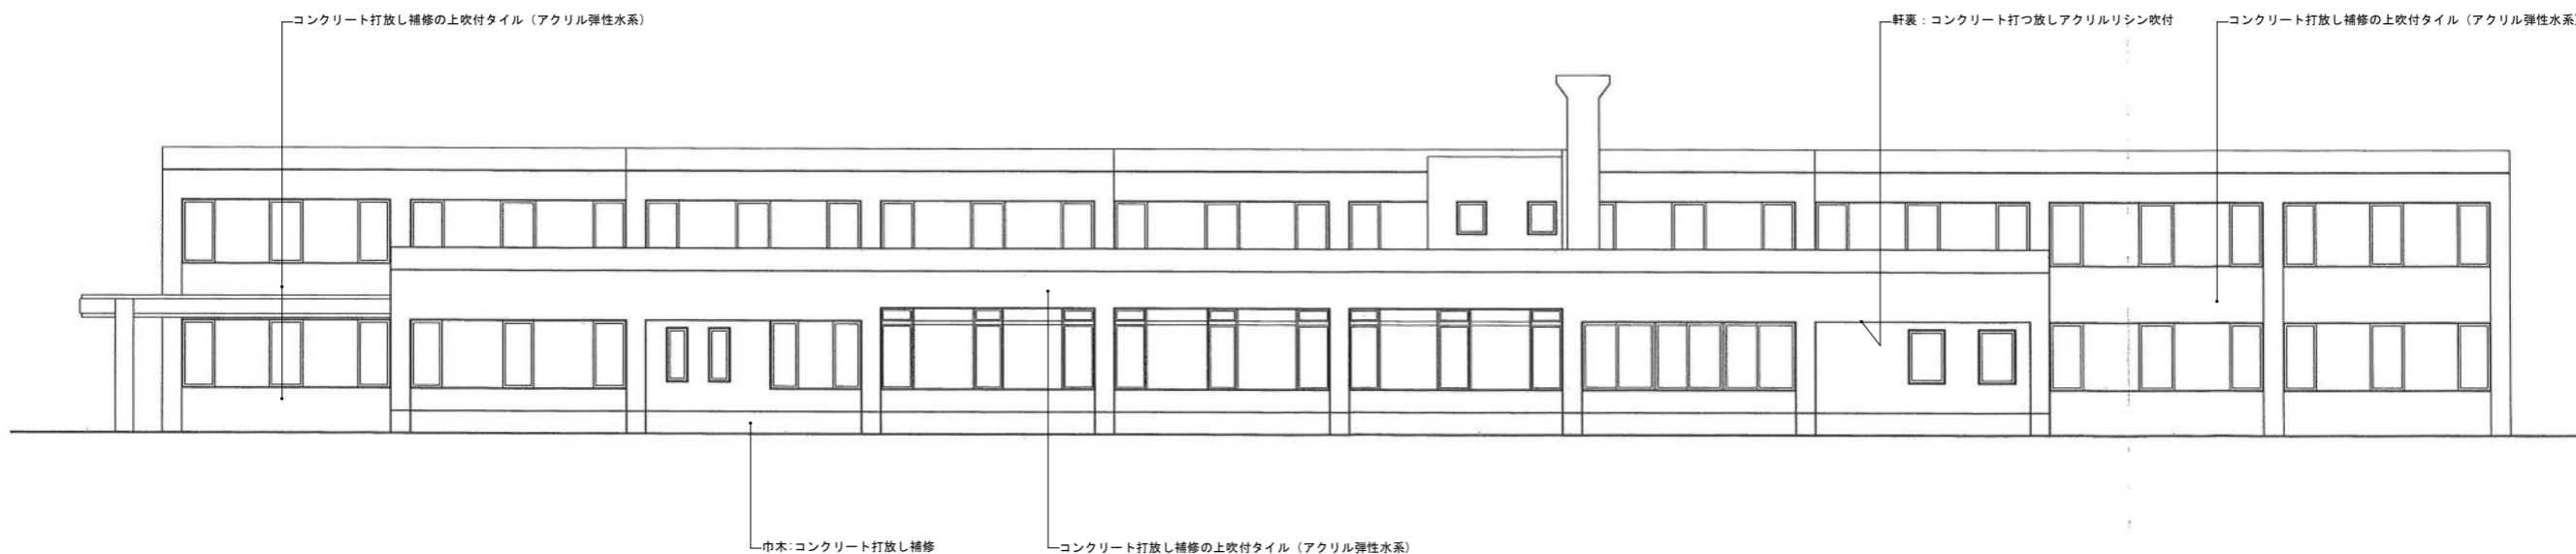 コンクリート打放し補修の上吹付タイル（アクリル弾性水系）
軒裏：コンクリート打つ放しアクリルリシン吹付
コンクリート打放し補修の上吹付タイル（アクリル弾性水系）
巾木:コンクリート打放し補修
コンクリート打放し補修の上吹付タイル（アクリル弾性水系）